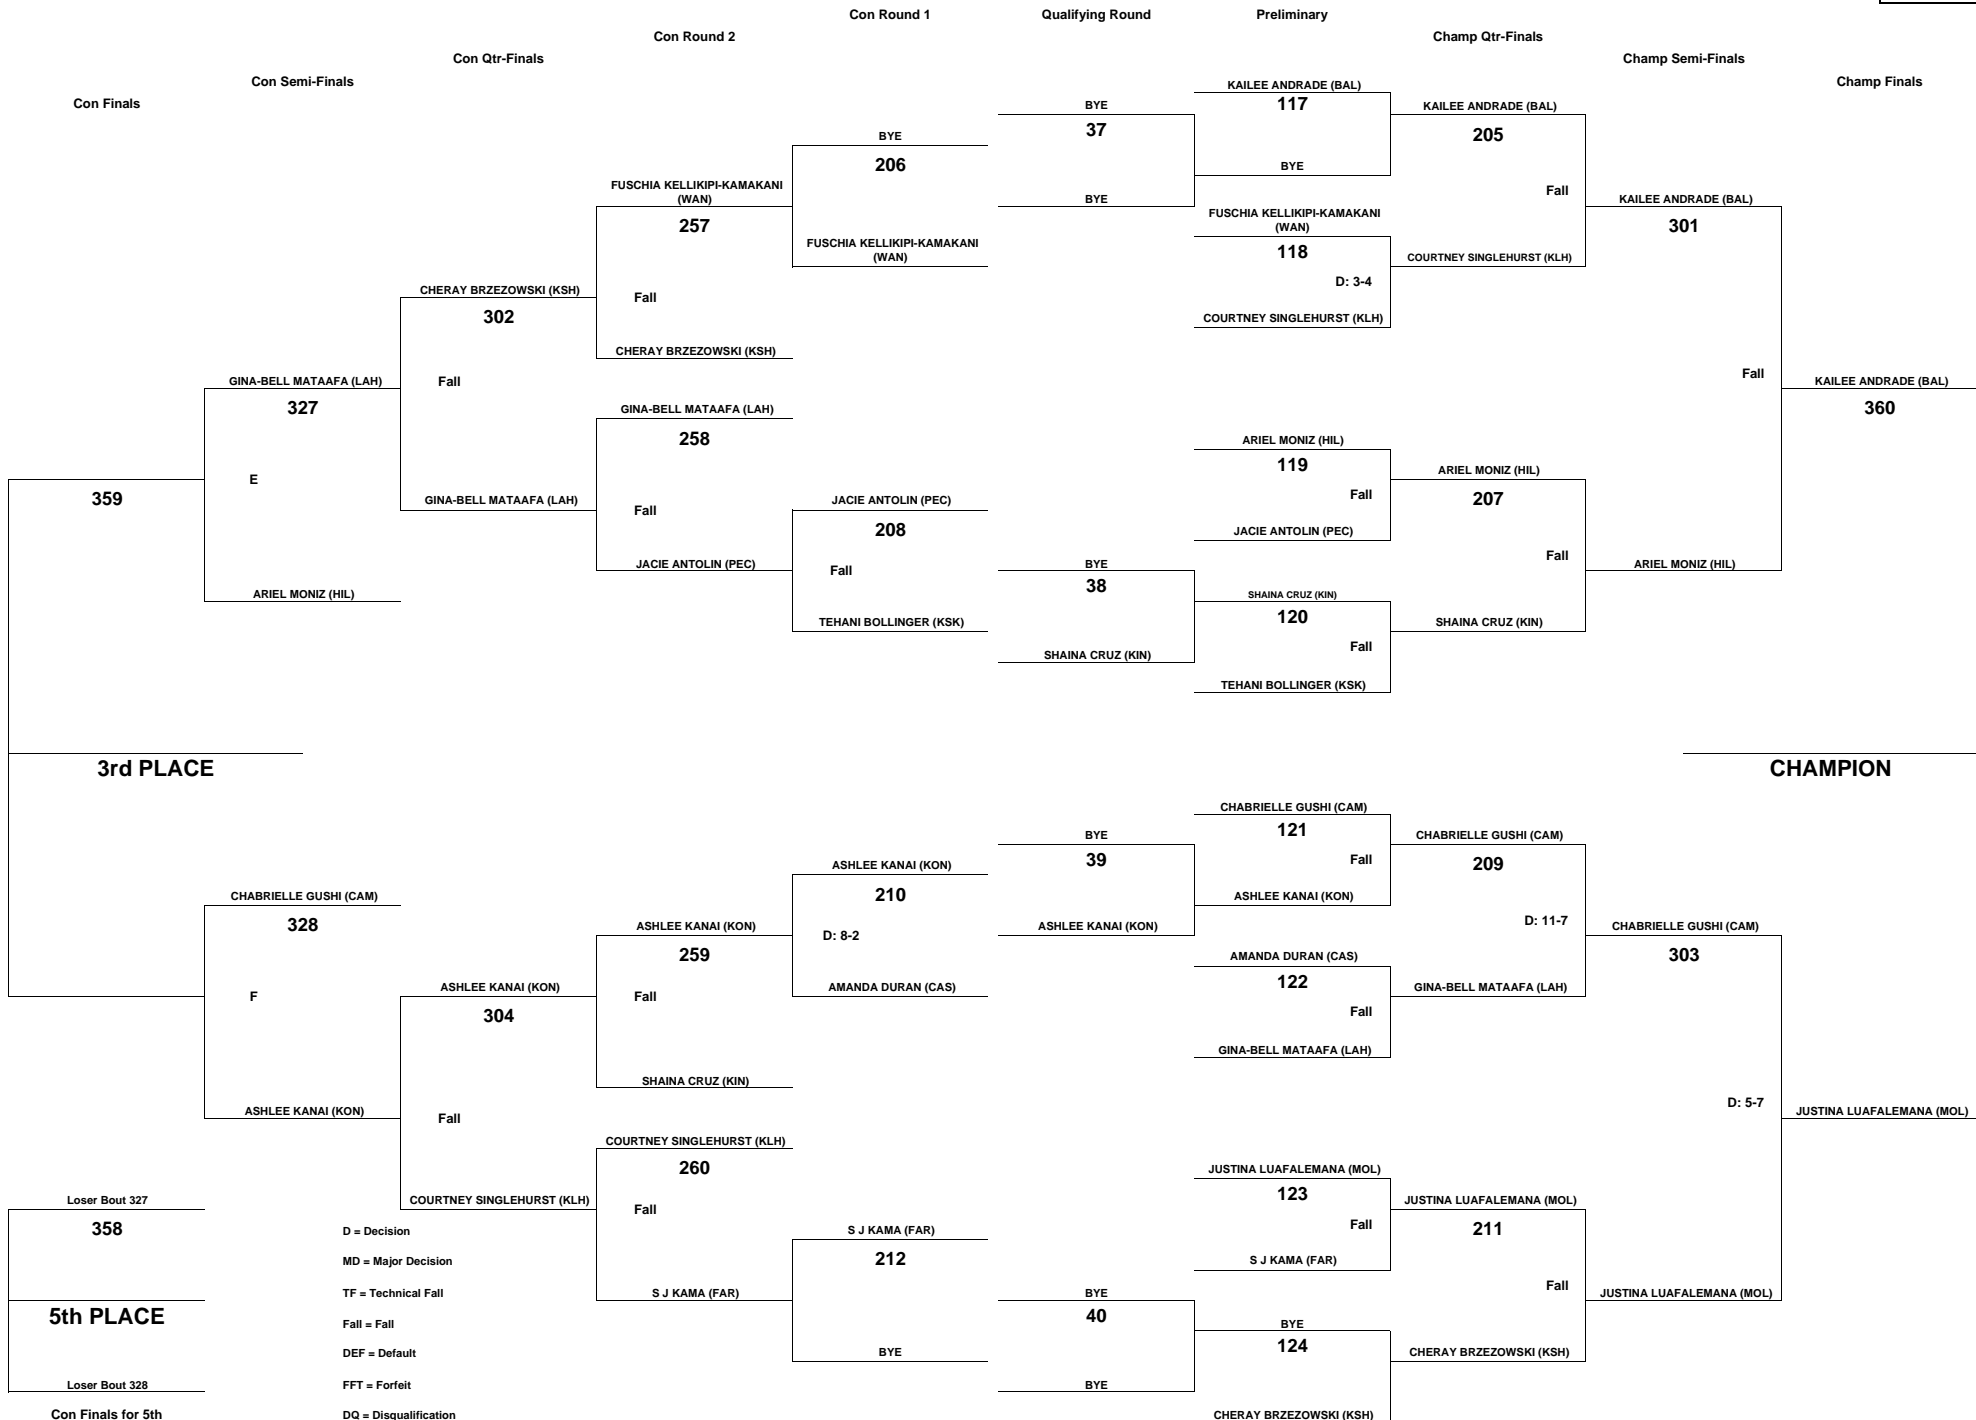 Con Round 1
Qualifying Round
Preliminary
Con Round 2
Champ Qtr-Finals
Con Qtr-Finals
Champ Semi-Finals
Con Semi-Finals
Champ Finals
Con Finals
KAILEE ANDRADE (BAL)
117
BYE
BYE
37
BYE
KAILEE ANDRADE (BAL)
205
Fall
BYE
206
FUSCHIA KELLIKIPI-KAMAKANI
(WAN)
FUSCHIA KELLIKIPI-KAMAKANI
(WAN)
257
Fall
CHERAY BRZEZOWSKI (KSH)
FUSCHIA KELLIKIPI-KAMAKANI
(WAN)
118
D: 3-4
COURTNEY SINGLEHURST (KLH)
COURTNEY SINGLEHURST (KLH)
KAILEE ANDRADE (BAL)
301
Fall
CHERAY BRZEZOWSKI (KSH)
302
Fall
GINA-BELL MATAAFA (LAH)
GINA-BELL MATAAFA (LAH)
327
E
ARIEL MONIZ (HIL)
GINA-BELL MATAAFA (LAH)
258
Fall
JACIE ANTOLIN (PEC)
KAILEE ANDRADE (BAL)
360
ARIEL MONIZ (HIL)
119
Fall
JACIE ANTOLIN (PEC)
ARIEL MONIZ (HIL)
207
Fall
SHAINA CRUZ (KIN)
ARIEL MONIZ (HIL)
359
JACIE ANTOLIN (PEC)
208
Fall
TEHANI BOLLINGER (KSK)
BYE
38
SHAINA CRUZ (KIN)
SHAINA CRUZ (KIN)
120
Fall
TEHANI BOLLINGER (KSK)
3rd PLACE
CHAMPION
CHABRIELLE GUSHI (CAM)
121
Fall
ASHLEE KANAI (KON)
BYE
39
ASHLEE KANAI (KON)
CHABRIELLE GUSHI (CAM)
209
D: 11-7
GINA-BELL MATAAFA (LAH)
ASHLEE KANAI (KON)
210
D: 8-2
AMANDA DURAN (CAS)
CHABRIELLE GUSHI (CAM)
328
F
ASHLEE KANAI (KON)
ASHLEE KANAI (KON)
259
Fall
SHAINA CRUZ (KIN)
CHABRIELLE GUSHI (CAM)
303
D: 5-7
AMANDA DURAN (CAS)
122
Fall
GINA-BELL MATAAFA (LAH)
ASHLEE KANAI (KON)
304
Fall
COURTNEY SINGLEHURST (KLH)
JUSTINA LUAFALEMANA (MOL)
COURTNEY SINGLEHURST (KLH)
260
Fall
S J KAMA (FAR)
JUSTINA LUAFALEMANA (MOL)
123
Fall
S J KAMA (FAR)
JUSTINA LUAFALEMANA (MOL)
211
Fall
CHERAY BRZEZOWSKI (KSH)
JUSTINA LUAFALEMANA (MOL)
S J KAMA (FAR)
212
BYE
BYE
40
BYE
BYE
124
CHERAY BRZEZOWSKI (KSH)
Loser Bout 327
358
5th PLACE
Loser Bout 328
Con Finals for 5th
D = Decision
MD = Major Decision
TF = Technical Fall
Fall = Fall
DEF = Default
FFT = Forfeit
DQ = Disqualification